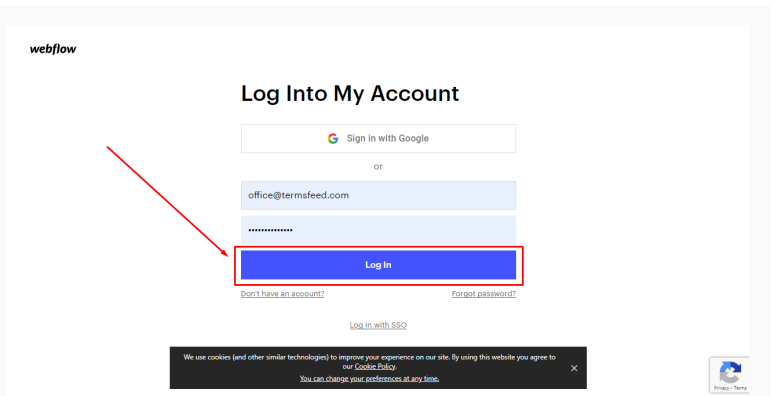 webflow
Log Into My Account
Sign in with Google
or
office@termsfeed.com
••••••••••••••
Log In
Don't have an account?
Forgot password?
Log in with SSO
We use cookies (and other similar technologies) to improve your experience on our site. By using this website you agree to
our Cookie Policy.
You can change your preferences at any time.
Privacy - Terms